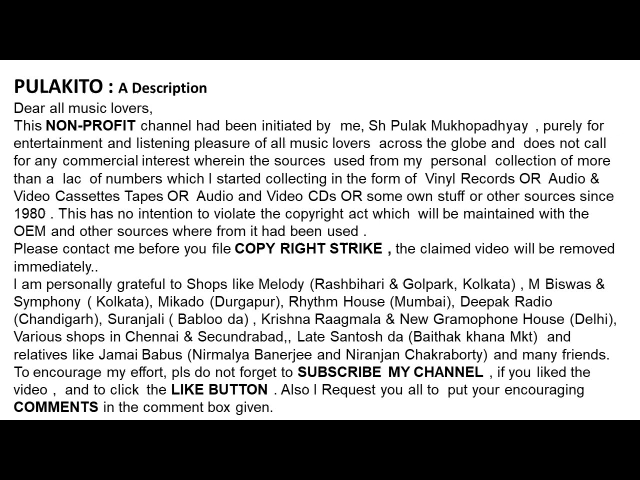 PULAKITO : A Description
Dear all music lovers,
This NON-PROFIT channel had been initiated by me, Sh Pulak Mukhopadhyay , purely for
entertainment and listening pleasure of all music lovers across the globe and does not call
for any commercial interest wherein the sources used from my personal collection of more
than a lac of numbers which I started collecting in the form of Vinyl Records OR Audio &
Video Cassettes Tapes OR Audio and Video CDs OR some own stuff or other sources since
1980 . This has no intention to violate the copyright act which will be maintained with the
OEM and other sources where from it had been used .
Please contact me before you file COPY RIGHT STRIKE , the claimed video will be removed
immediately..
I am personally grateful to Shops like Melody (Rashbihari & Golpark, Kolkata) , M Biswas &
Symphony ( Kolkata), Mikado (Durgapur), Rhythm House (Mumbai), Deepak Radio
(Chandigarh), Suranjali ( Babloo da) , Krishna Raagmala & New Gramophone House (Delhi),
Various shops in Chennai & Secundrabad,, Late Santosh da (Baithak khana Mkt) and
relatives like Jamai Babus (Nirmalya Banerjee and Niranjan Chakraborty) and many friends.
To encourage my effort, pls do not forget to SUBSCRIBE MY CHANNEL , if you liked the
video , and to click the LIKE BUTTON . Also I Request you all to put your encouraging
COMMENTS in the comment box given.